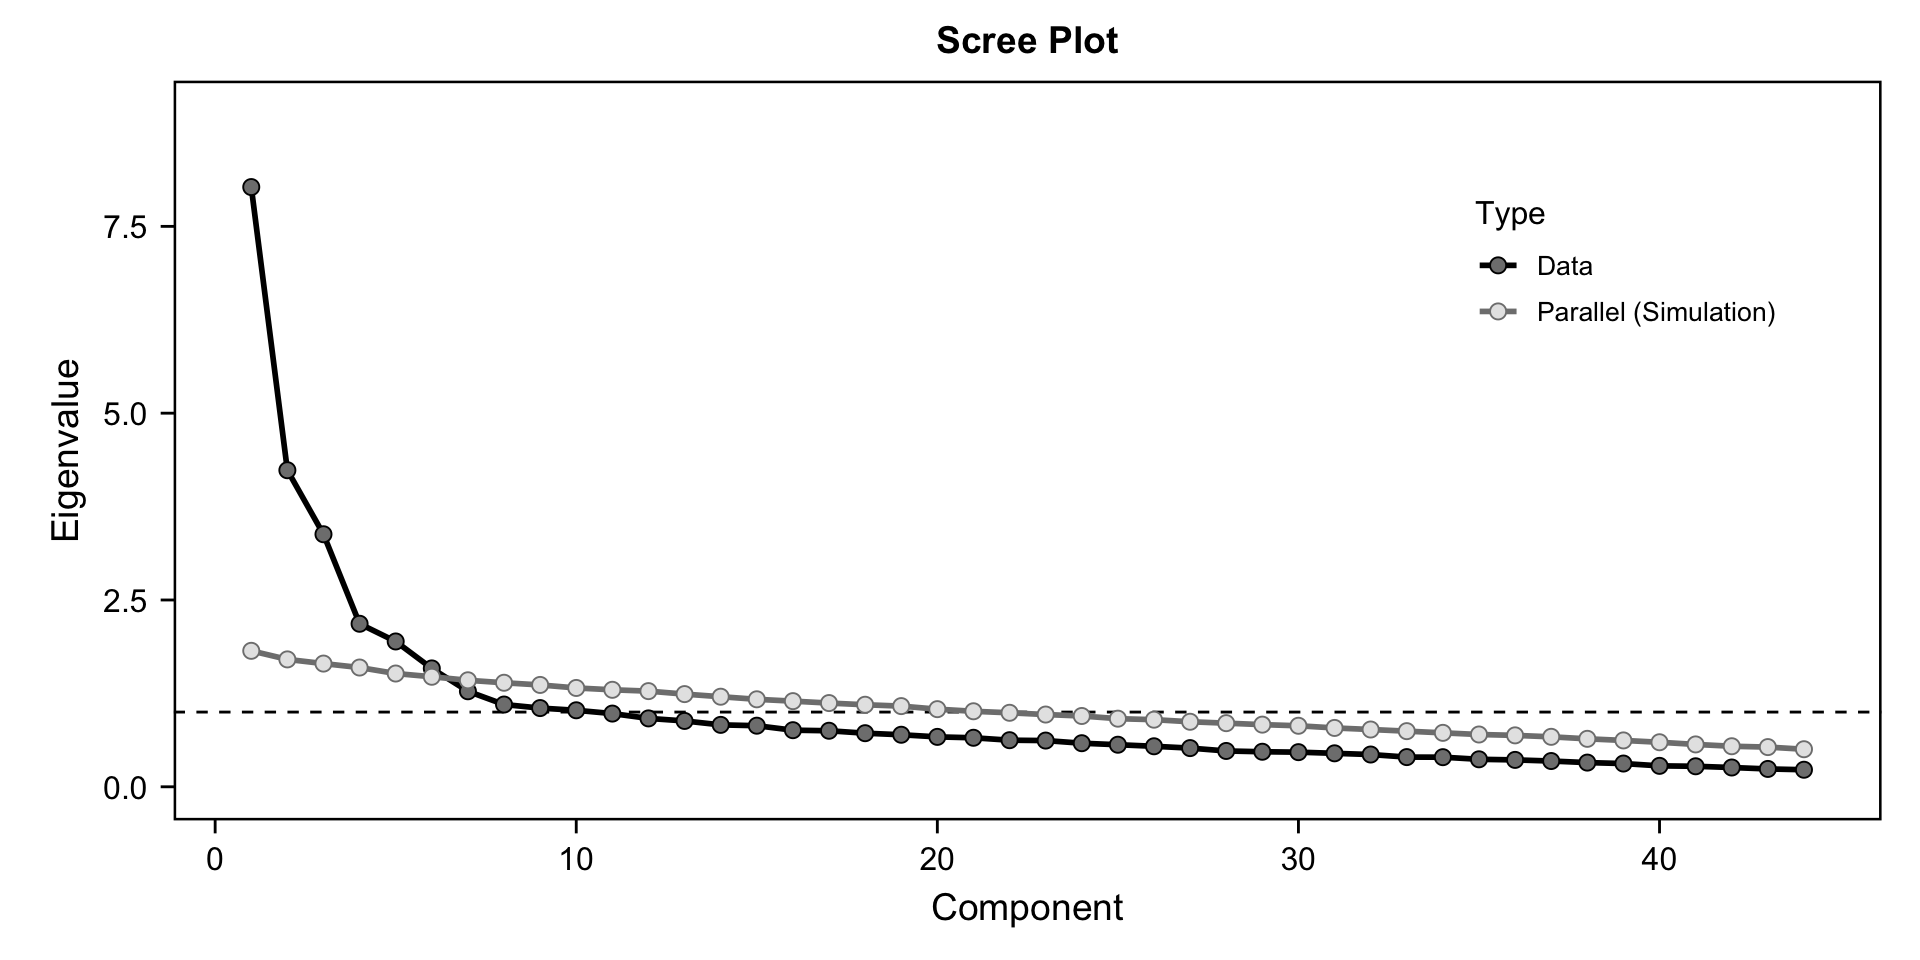 Scree Plot
7.5
5.0
2.5
0.0
Eigenvalue
Type
Data
Parallel (Simulation)
0 10 20 30 40
Component